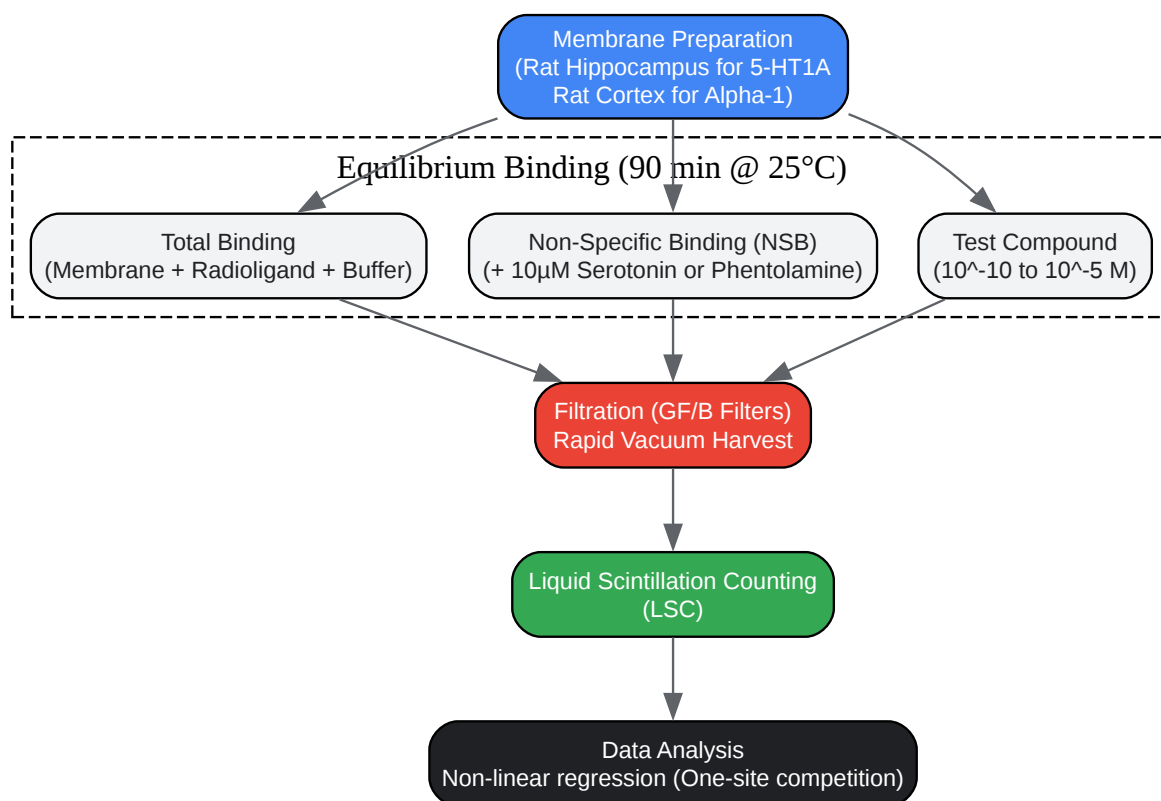 Membrane Preparation
(Rat Hippocampus for 5-HT1A
Rat Cortex for Alpha-1)
Equilibrium Binding (90 min @ 25°C)
Total Binding
(Membrane + Radioligand + Buffer)
Non-Specific Binding (NSB)
(+ 10µM Serotonin or Phentolamine)
Test Compound
(10^-10 to 10^-5 M)
Filtration (GF/B Filters)
Rapid Vacuum Harvest
Liquid Scintillation Counting
(LSC)
Data Analysis
Non-linear regression (One-site competition)